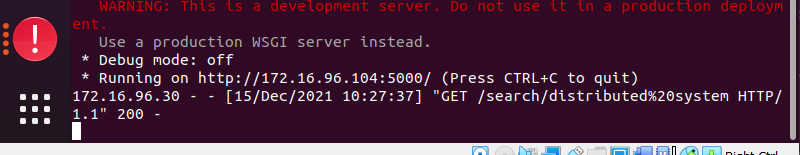 WARNING: This is a development server. Do not use it in a production deploym
ent.
Use a production WSGI server instead.
* Debug mode: off
* Running on http://172.16.96.104:5000/ (Press CTRL+C to quit)
172.16.96.30 - - [15/Dec/2021 10:27:37] "GET /search/distributed%20system HTTP/
1.1" 200 -
Right Ctrl